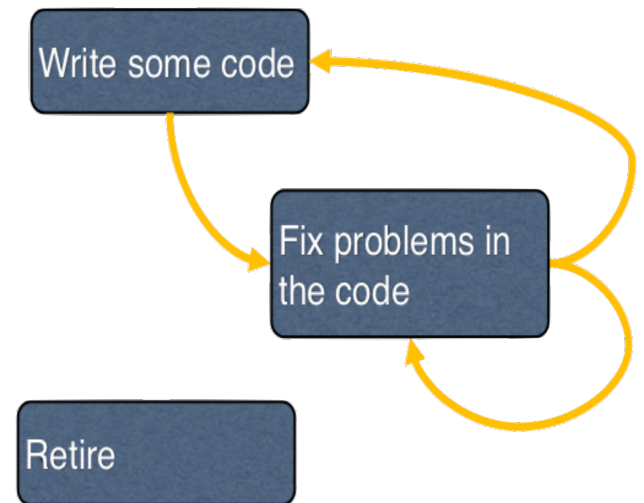 Write some code
Fix problems in
the code
Retire